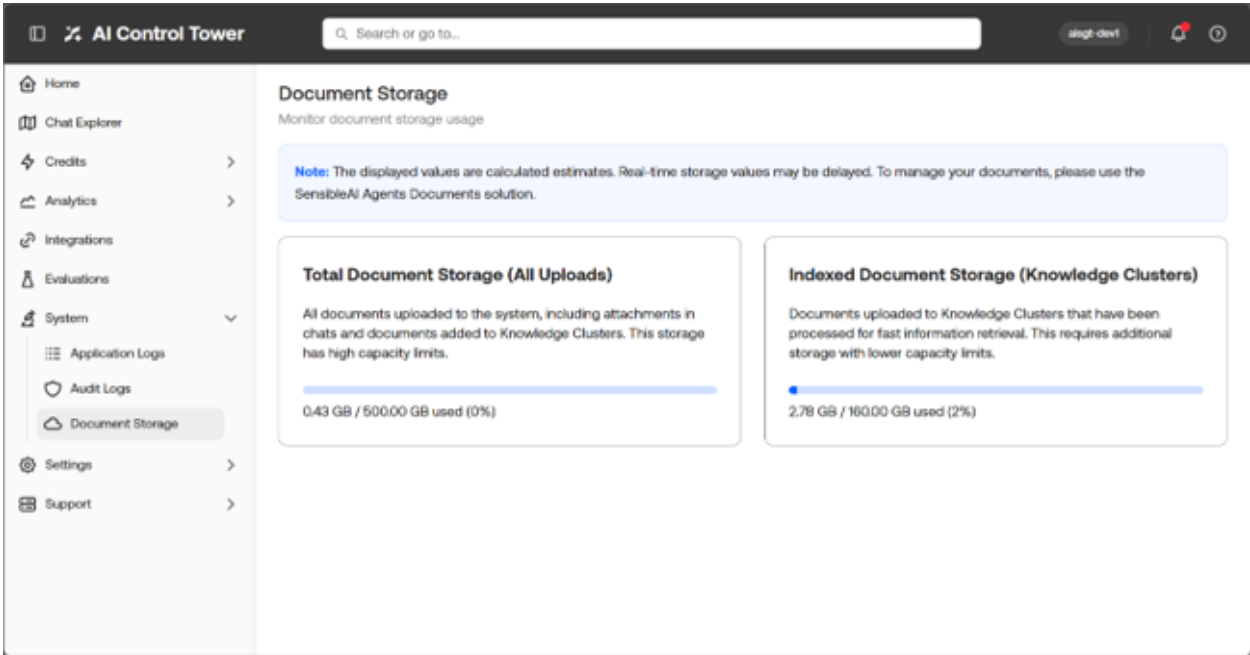 AI Control Tower
Search or go to...
aisgt-dev1
Home
Chat Explorer
Credits
Analytics
Integrations
Evaluations
System
Application Logs
Audit Logs
Document Storage
Settings
Support
Document Storage
Monitor document storage usage
Note: The displayed values are calculated estimates. Real-time storage values may be delayed. To manage your documents, please use the
SensibleAI Agents Documents solution.
Total Document Storage (All Uploads)
All documents uploaded to the system, including attachments in
chats and documents added to Knowledge Clusters. This storage
has high capacity limits.
0.43 GB / 500.00 GB used (0%)
Indexed Document Storage (Knowledge Clusters)
Documents uploaded to Knowledge Clusters that have been
processed for fast information retrieval. This requires additional
storage with lower capacity limits.
2.78 GB / 160.00 GB used (2%)